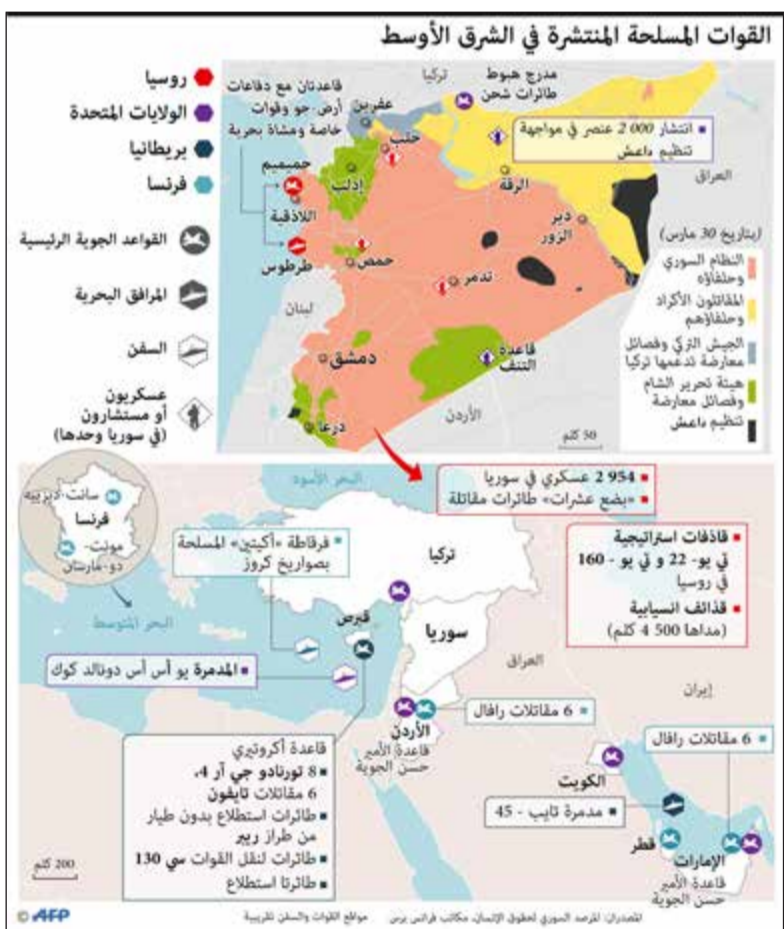 القوات المسلحة المنتشرة في الشرق الأوسط
روسيا
الولايات المتحدة
بريطانيا
فرنسا
القواعد الجوية الرئيسية
المرافق البحرية
السفن
عسكريون
أو مستشارون
(في سوريا وحدها)
قاعدتان مع دفاعات
أرض-جو وقوات
خاصة ومشاة بحرية
تركيا
مدرج هبوط
طائرات شحن
انتشار 2000 عنصر في مواجهة
تنظيم داعش
عفرين
حلب
حميميم
إدلب
اللاذقية
الرقة
العراق
دير
الزور
طرطوس
حمص
تدمر
لبنان
دمشق
قاعدة
التنف
درعا
الأردن
(بتاريخ 30 مارس)
النظام السوري
وحلفاؤه
المقاتلون الأكراد
وحلفاؤهم
الجيش التركي وفصائل
معارضة تدعمها تركيا
هيئة تحرير الشام
وفصائل معارضة
تنظيم داعش
50 كلم
2954 عسكري في سوريا
«بضع عشرات» طائرات مقاتلة
قاذفات استراتيجية
تي يو- 22 و تي يو - 160
في روسيا
قذائف انسيابية
(مداها 500 4 كلم)
البحر الأسود
سانت-ديزييه
فرنسا
مونت-
دو-مارسان
فرقاطة «أكيتين» المسلحة
بصواريخ كروز
تركيا
البحر المتوسط
قبرص
سوريا
العراق
إيران
المدمرة يو أس أس دونالد كوك
6 مقاتلات رافال
الأردن
قاعدة الأمير
حسن الجوية
6 مقاتلات رافال
الكويت
مدمرة تايب - 45
قطر
الإمارات
قاعدة الأمير
حسن الجوية
قاعدة أكروتيري
8 تورنادو جي آر 4،
6 مقاتلات تايفون
طائرات استطلاع بدون طيار
من طراز ريبر
طائرات لنقل القوات سي 130
طائرتا استطلاع
200 كلم
المصدران: المرصد السوري لحقوق الإنسان، مكاتب فرانس برس
مواقع القوات والسفن تقريبية
© AFP